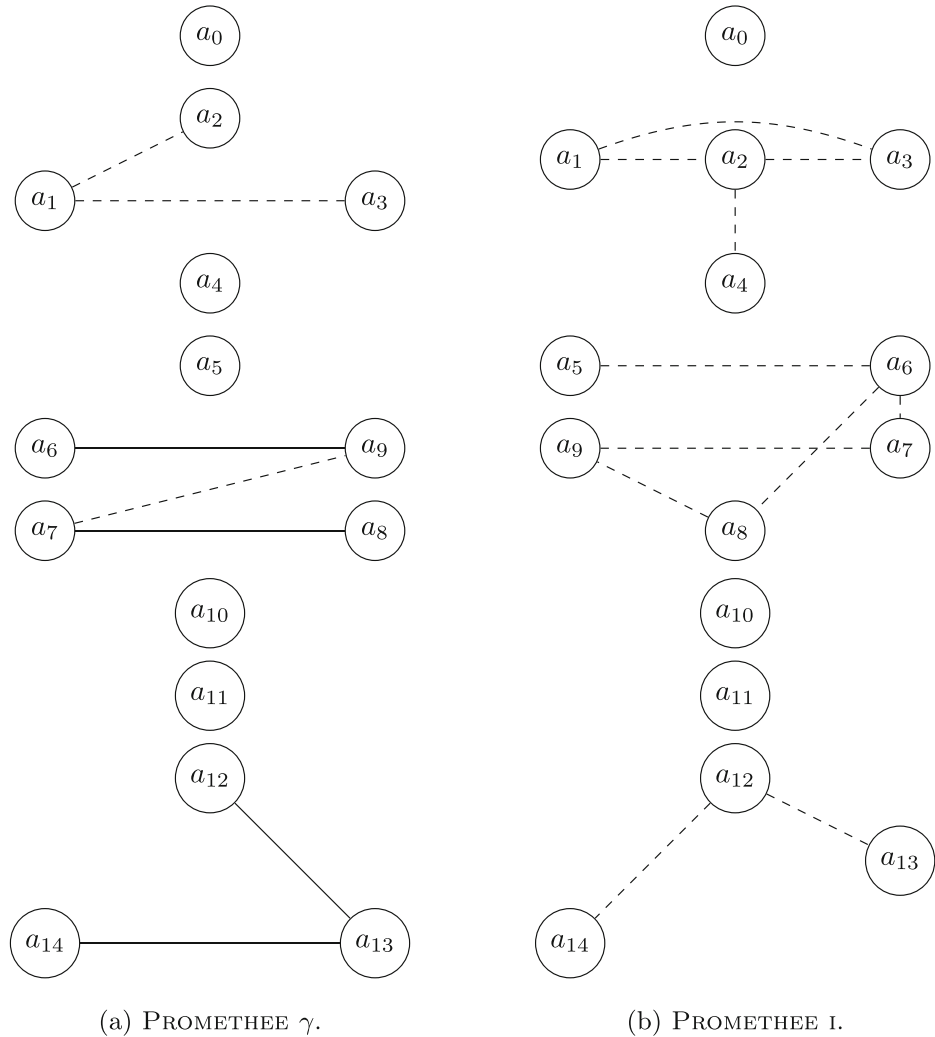 a0
a2
a1
a3
a4
a5
a6
a9
a7
a8
a10
a11
a12
a14
a13
(a) PROMETHEE γ.
a0
a1
a2
a3
a4
a5
a6
a9
a7
a8
a10
a11
a12
a13
a14
(b) PROMETHEE I.